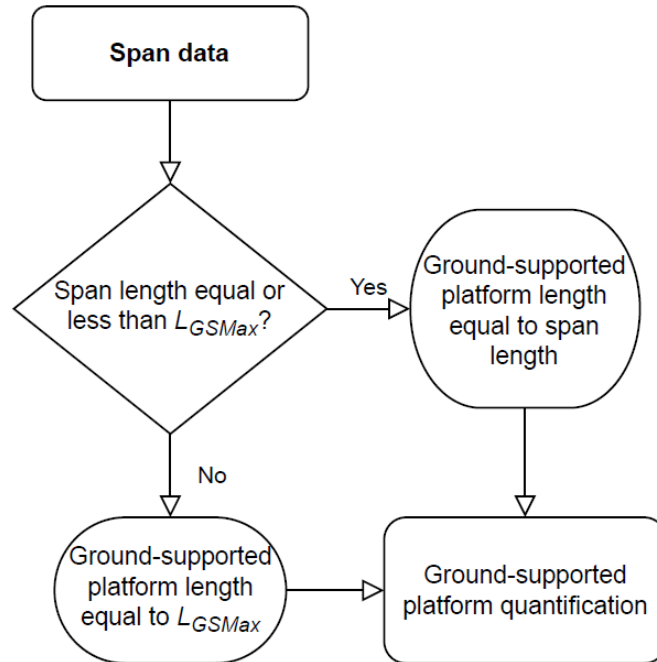 Span data
Span length equal or
less than L_GSMax?
Yes
Ground-supported
platform length
equal to span
length
No
Ground-supported
platform length
equal to L_GSMax
Ground-supported
platform quantification